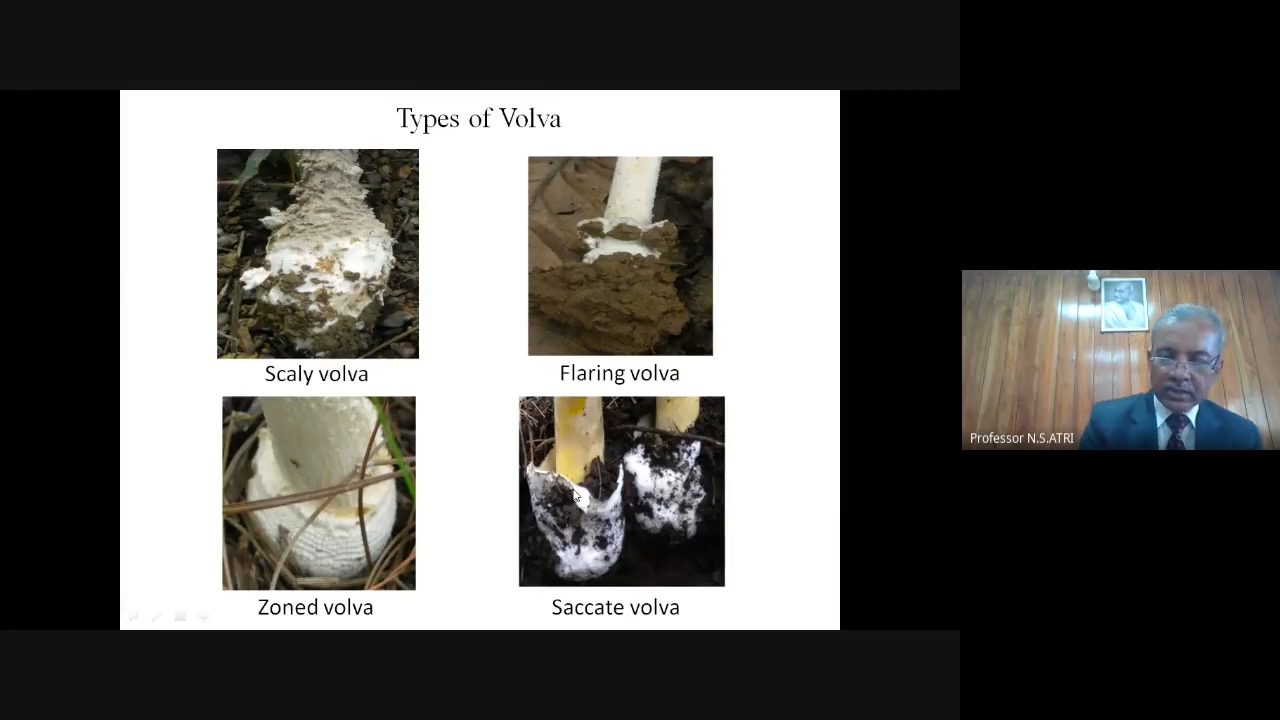 Types of Volva
Scaly volva
Flaring volva
Zoned volva
Saccate volva
Professor N.S.ATRI